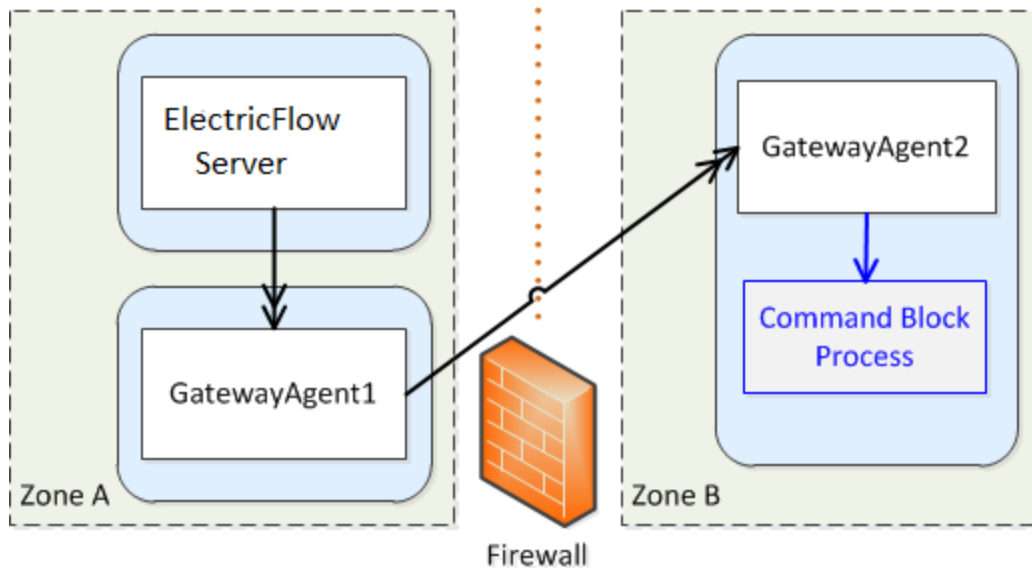 ElectricFlow
Server
GatewayAgent1
Zone A
Firewall
GatewayAgent2
Command Block
Process
Zone B